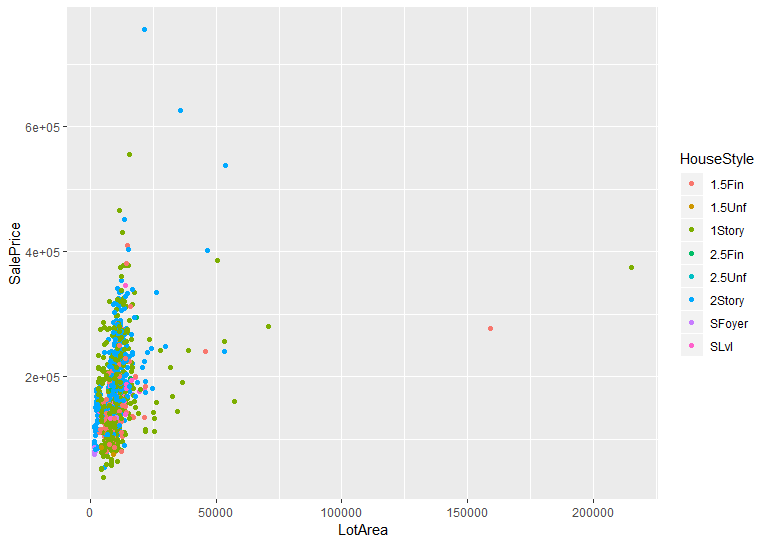 6e+05
4e+05
2e+05
SalePrice
0
50000
100000
150000
200000
LotArea
HouseStyle
1.5Fin
1.5Unf
1Story
2.5Fin
2.5Unf
2Story
SFoyer
SLvl